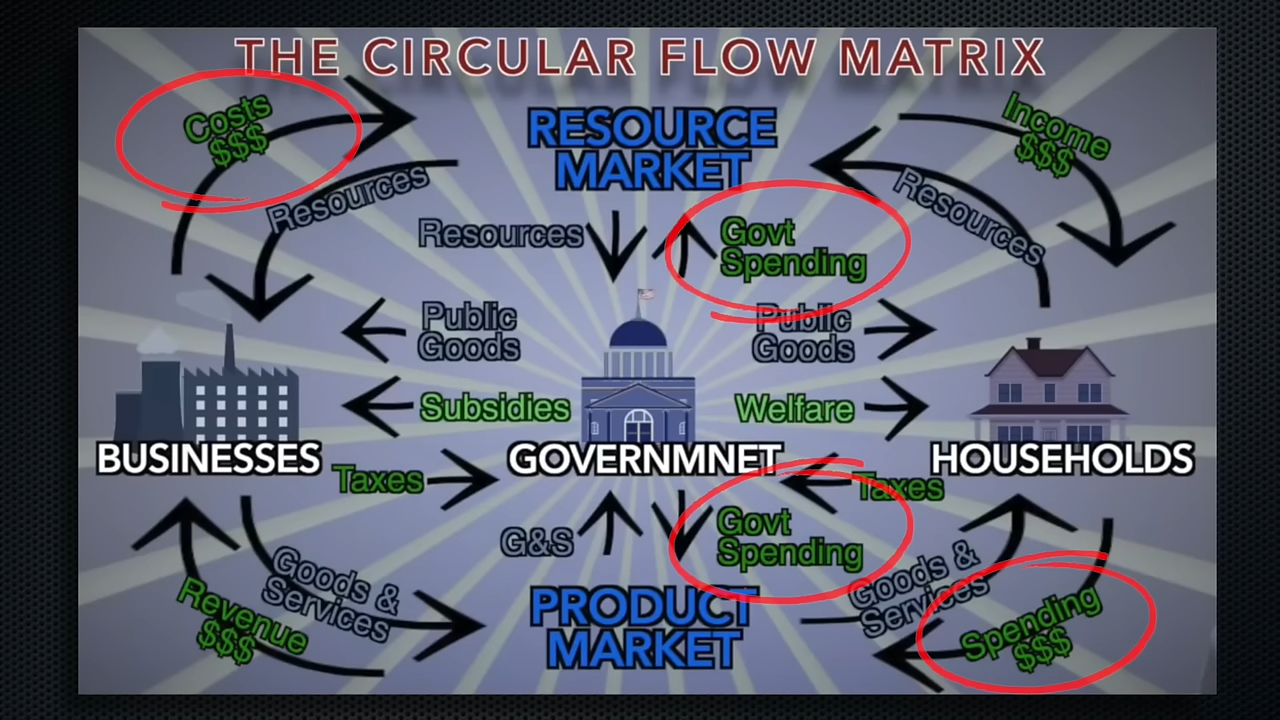 THE CIRCULAR FLOW MATRIX
Costs
$$$
RESOURCE
MARKET
Income
$$$
Resources
Resources
Resources
Govt
Spending
Public
Goods
Public
Goods
Subsidies
Welfare
BUSINESSES
GOVERNMNET
HOUSEHOLDS
Taxes
Taxes
G&S
Govt
Spending
Goods &
Services
Goods &
Services
Revenue
$$$
PRODUCT
MARKET
Spending
$$$